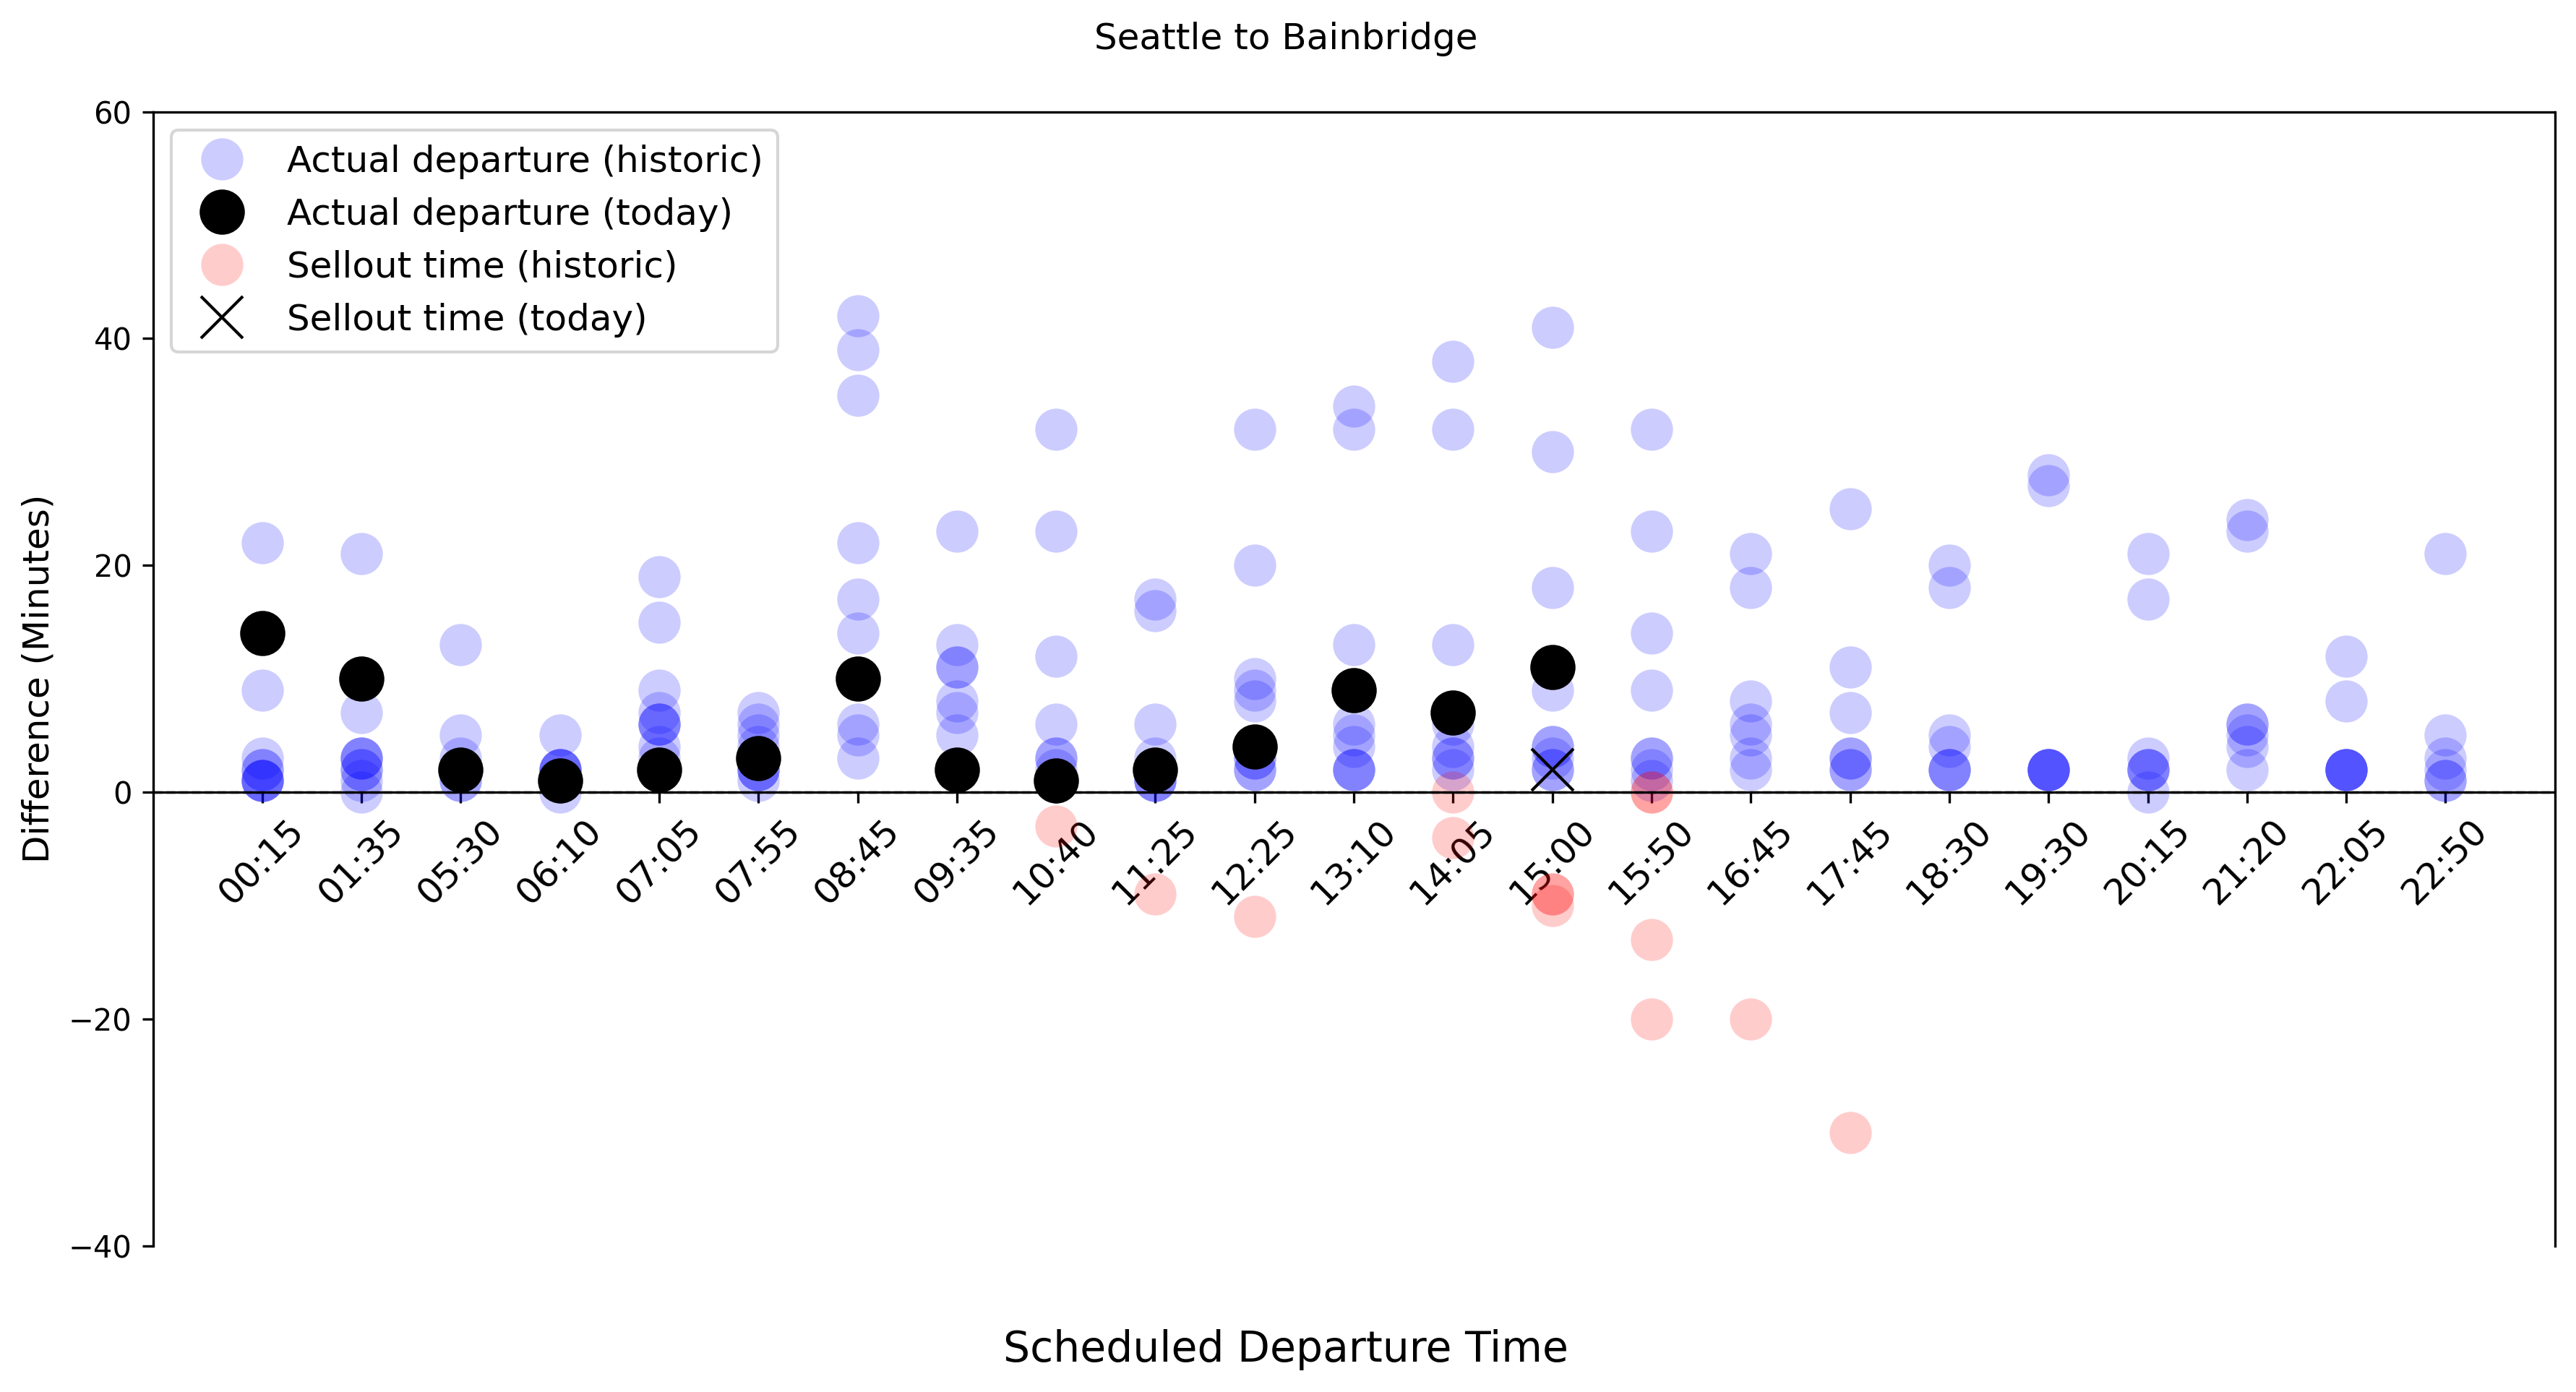 Seattle to Bainbridge
Actual departure (historic)
Actual departure (today)
Sellout time (historic)
Sellout time (today)
Difference (Minutes)
60
40
20
0
−20
−40
00:15 01:35 05:30 06:10 07:05 07:55 08:45 09:35 10:40 11:25 12:25 13:10 14:05 15:00 15:50 16:45 17:45 18:30 19:30 20:15 21:20 22:05 22:50
Scheduled Departure Time